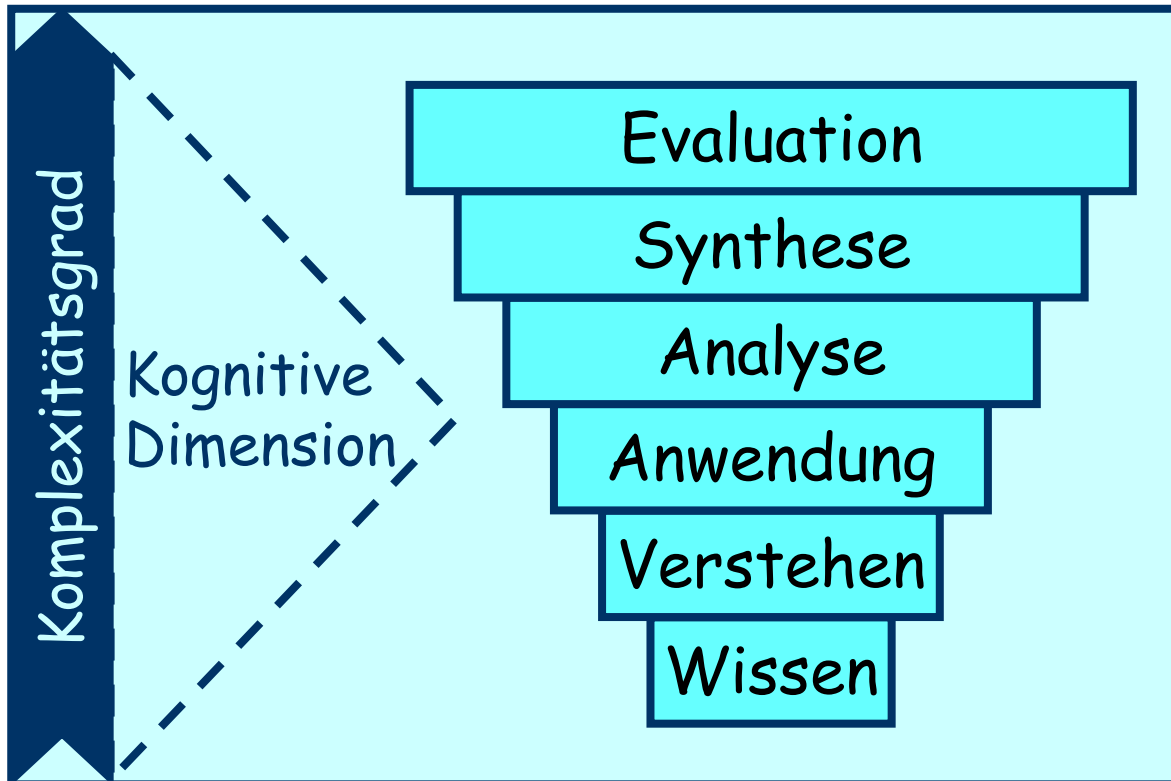 Komplexitätsgrad
Kognitive
Dimension
Evaluation
Synthese
Analyse
Anwendung
Verstehen
Wissen